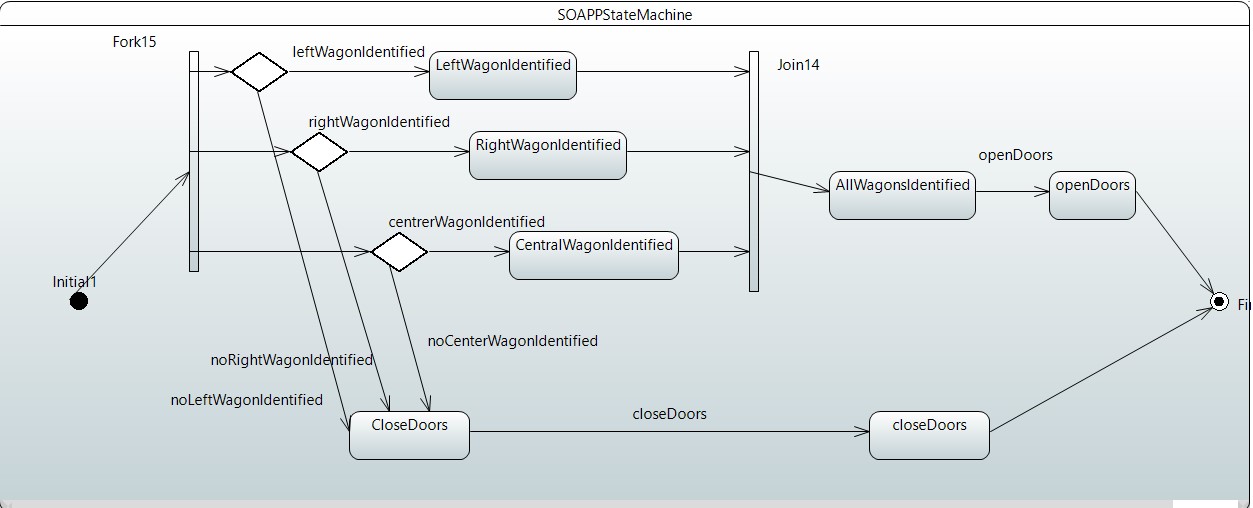 SOAPPStateMachine
Fork15
leftWagonIdentified
LeftWagonIdentified
Join14
rightWagonIdentified
RightWagonIdentified
openDoors
AllWagonsIdentified
openDoors
centrerWagonIdentified
CentralWagonIdentified
Initial1
noCenterWagonIdentified
noRightWagonIdentified
noLeftWagonIdentified
closeDoors
CloseDoors
closeDoors